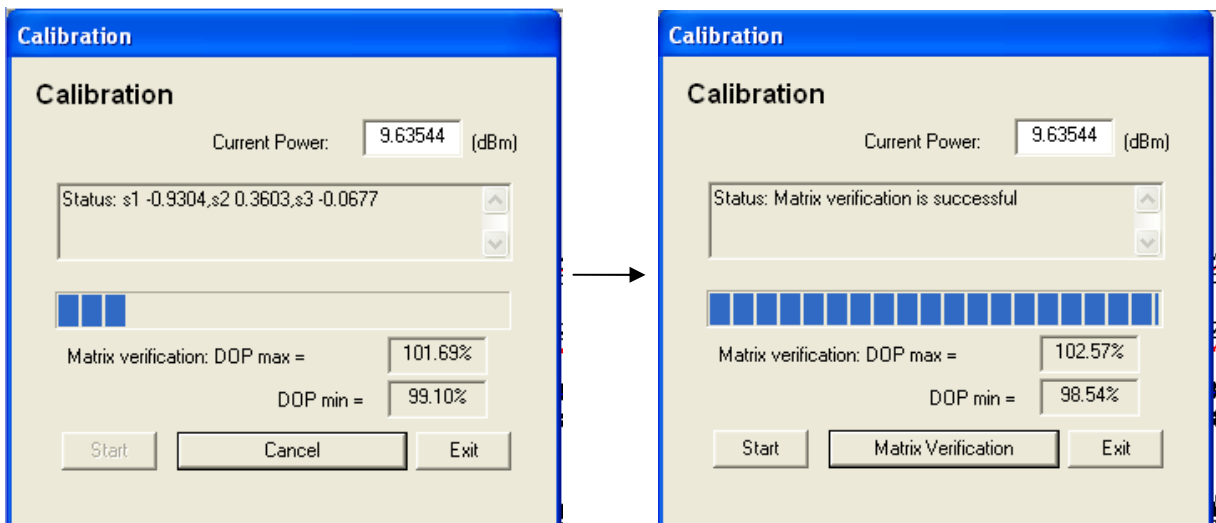 Calibration
Calibration
Current Power: 9.63544 (dBm)
Status: s1 -0.9304,s2 0.3603,s3 -0.0677
Matrix verification: DOP max = 101.69%
DOP min = 99.10%
Start Cancel Exit
Calibration
Calibration
Current Power: 9.63544 (dBm)
Status: Matrix verification is successful
Matrix verification: DOP max = 102.57%
DOP min = 98.54%
Start Matrix Verification Exit